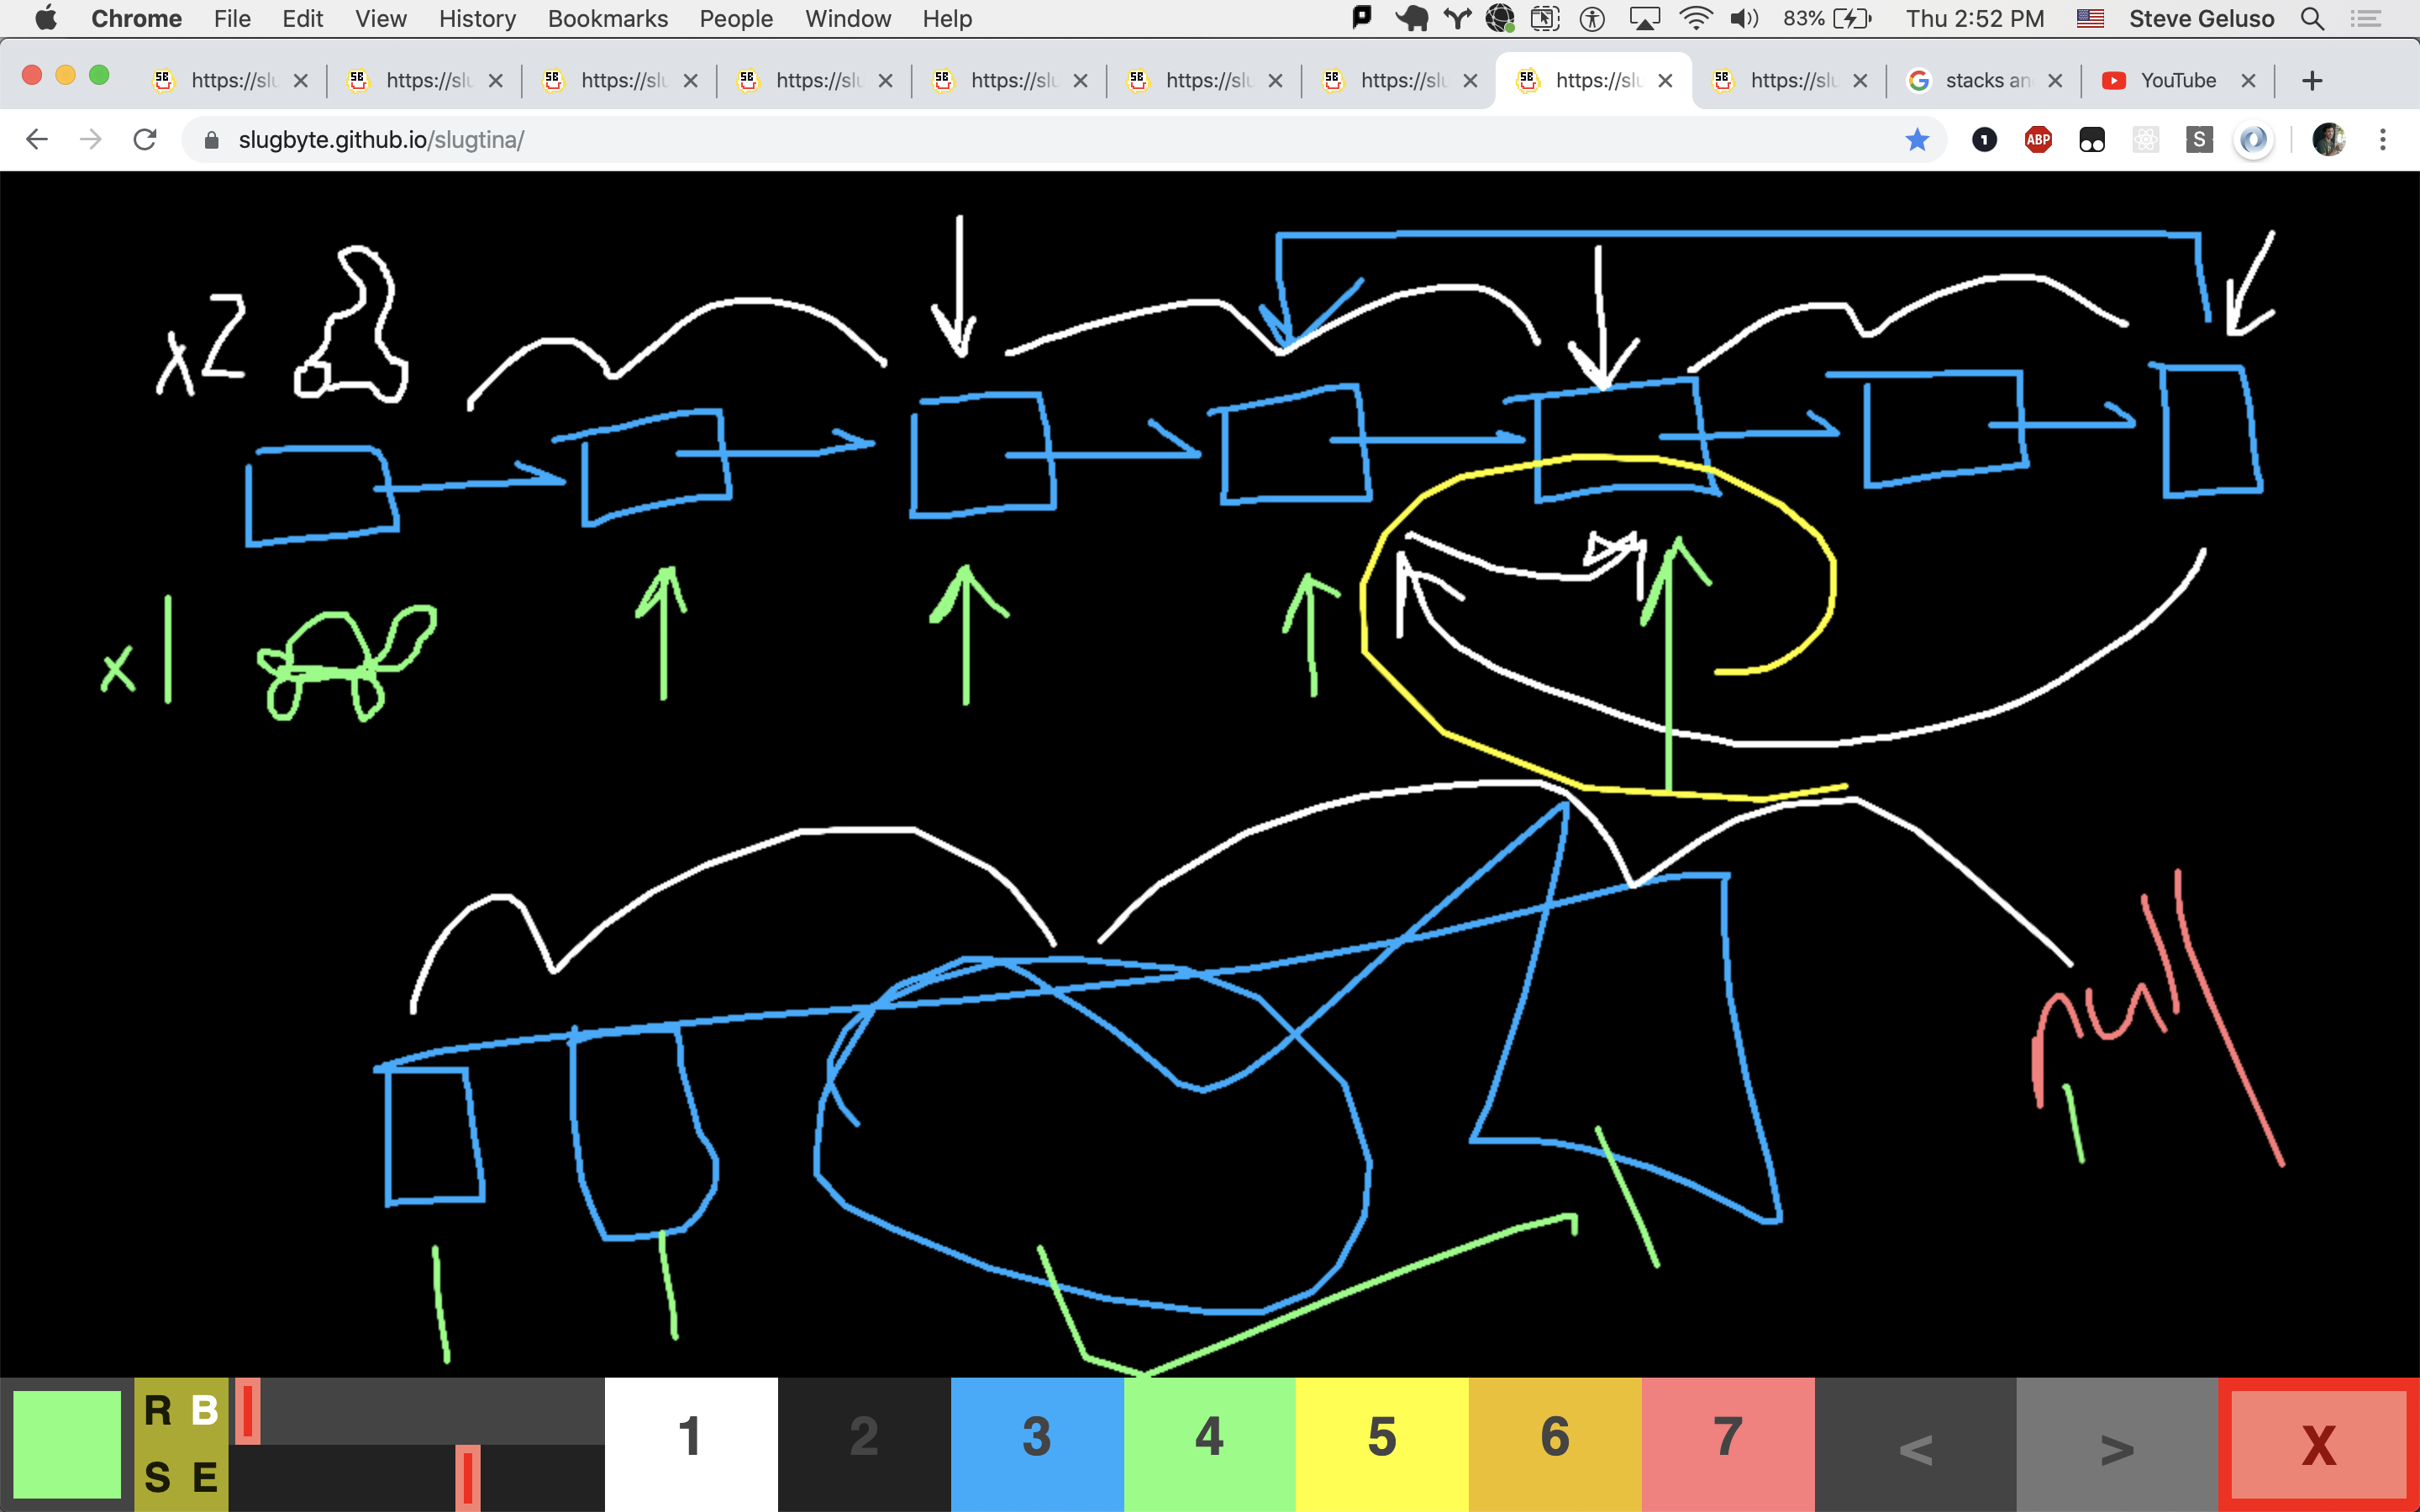 Chrome File Edit View History Bookmarks People Window Help 83% Thu 2:52 PM Steve Geluso
https://slu https://slu https://slu https://slu https://slu https://slu https://slu https://slu https://slu stacks an YouTube
slugbyte.github.io/slugtina/
x2
x1
null
R B
S E
1 2 3 4 5 6 7 < > X